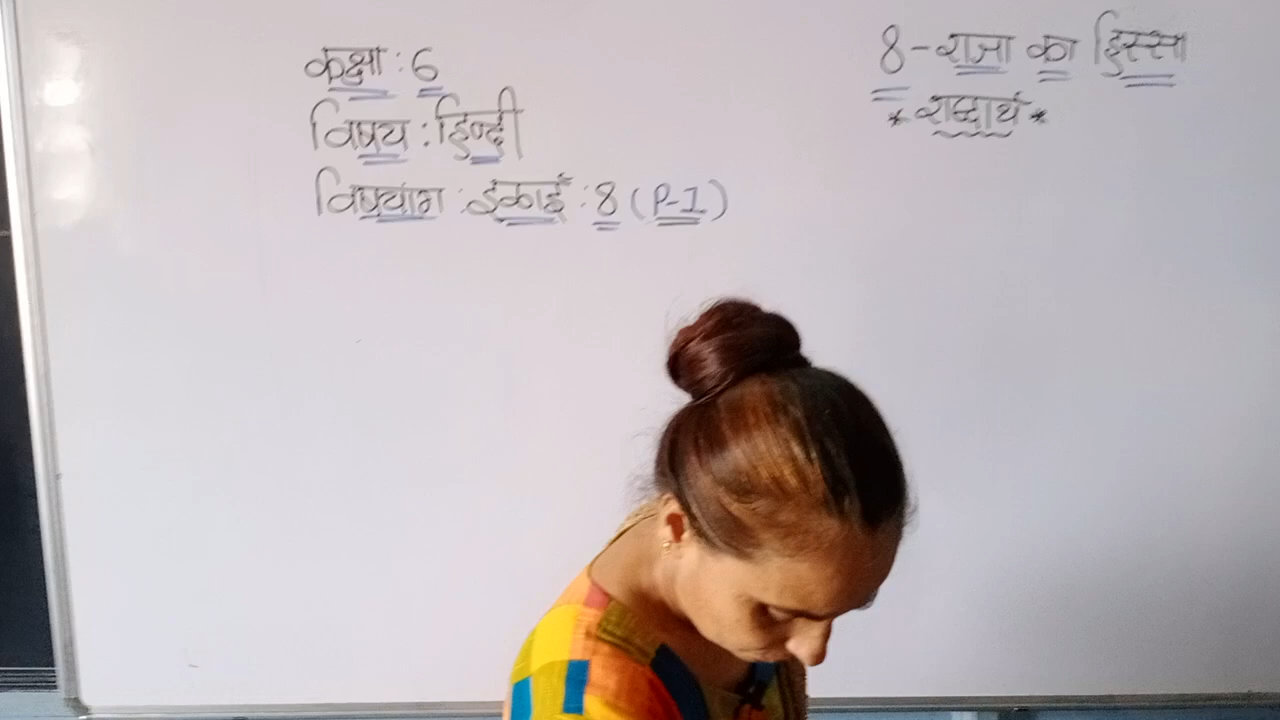 कक्षा : 6
विषय : हिन्दी
विषयांग : इकाई : 8 (P-1)
8 - राजा का हिस्सा
* शब्दार्थ *